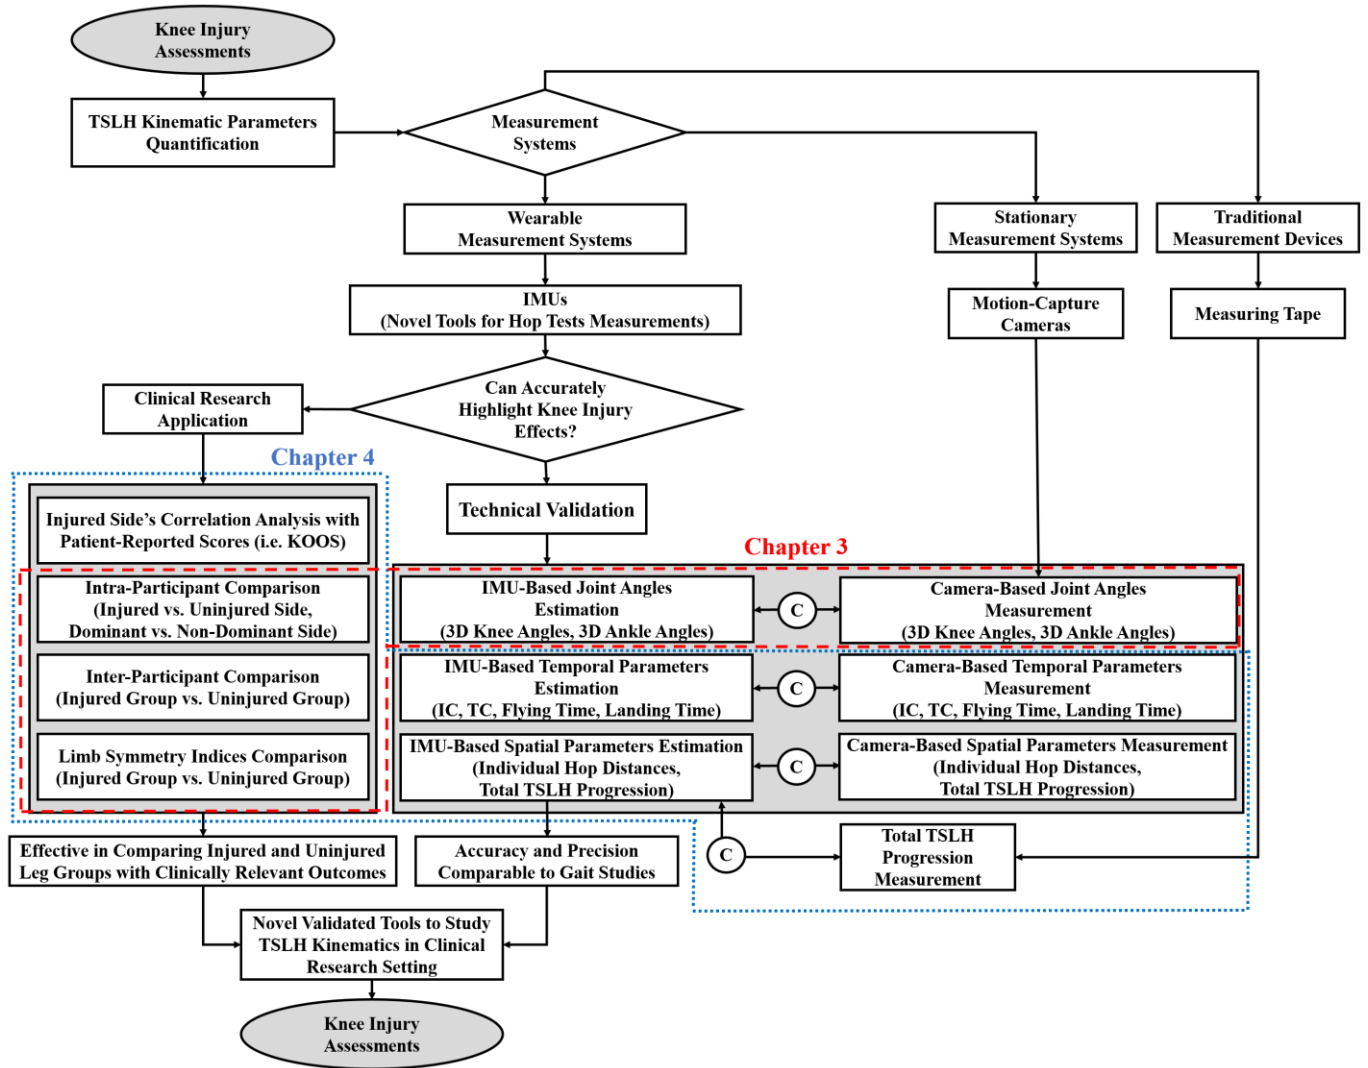 Knee Injury
Assessments
TSLH Kinematic Parameters
Quantification
Measurement
Systems
Wearable
Measurement Systems
Stationary
Measurement Systems
Traditional
Measurement Devices
IMUs
(Novel Tools for Hop Tests Measurements)
Motion-Capture
Cameras
Measuring Tape
Can Accurately
Highlight Knee Injury
Effects?
Clinical Research
Application
Chapter 4
Technical Validation
Chapter 3
Injured Side’s Correlation Analysis with
Patient-Reported Scores (i.e. KOOS)
Intra-Participant Comparison
(Injured vs. Uninjured Side,
Dominant vs. Non-Dominant Side)
Inter-Participant Comparison
(Injured Group vs. Uninjured Group)
Limb Symmetry Indices Comparison
(Injured Group vs. Uninjured Group)
IMU-Based Joint Angles
Estimation
(3D Knee Angles, 3D Ankle Angles)
C
Camera-Based Joint Angles
Measurement
(3D Knee Angles, 3D Ankle Angles)
IMU-Based Temporal Parameters
Estimation
(IC, TC, Flying Time, Landing Time)
C
Camera-Based Temporal Parameters
Measurement
(IC, TC, Flying Time, Landing Time)
IMU-Based Spatial Parameters Estimation
(Individual Hop Distances,
Total TSLH Progression)
C
Camera-Based Spatial Parameters Measurement
(Individual Hop Distances,
Total TSLH Progression)
C
Total TSLH
Progression
Measurement
Effective in Comparing Injured and Uninjured
Leg Groups with Clinically Relevant Outcomes
Accuracy and Precision
Comparable to Gait Studies
Novel Validated Tools to Study
TSLH Kinematics in Clinical
Research Setting
Knee Injury
Assessments